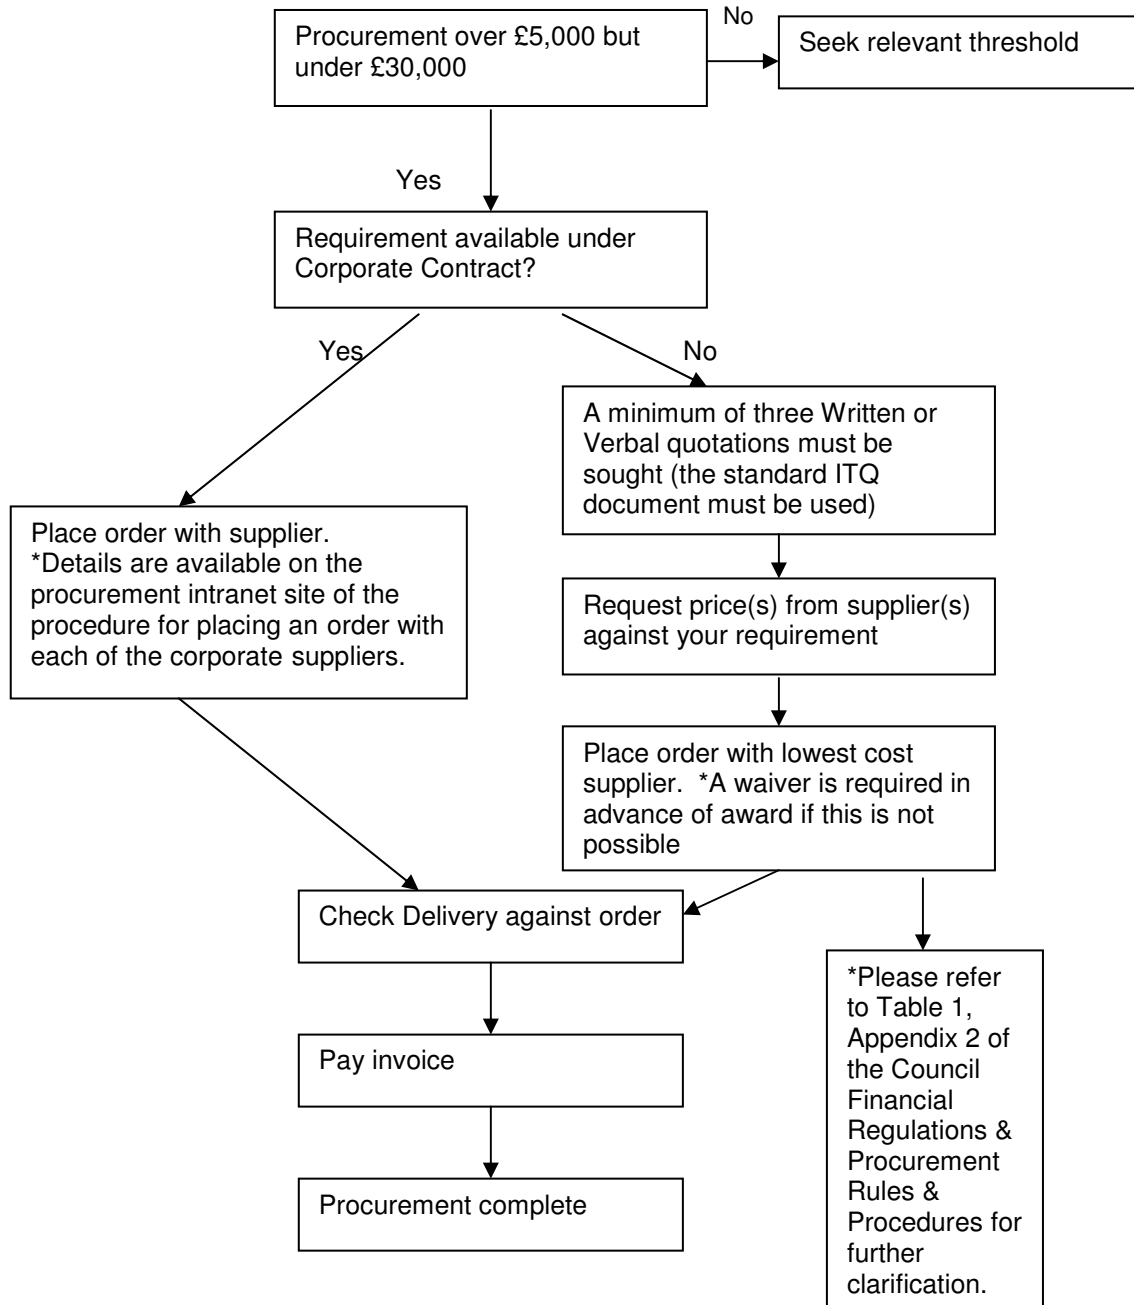 No
Procurement over £5,000 but
under £30,000
Seek relevant threshold
Yes
Requirement available under
Corporate Contract?
Yes
No
A minimum of three Written or
Verbal quotations must be
sought (the standard ITQ
document must be used)
Place order with supplier.
*Details are available on the
procurement intranet site of the
procedure for placing an order with
each of the corporate suppliers.
Request price(s) from supplier(s)
against your requirement
Place order with lowest cost
supplier.  *A waiver is required in
advance of award if this is not
possible
Check Delivery against order
*Please refer
to Table 1,
Appendix 2 of
the Council
Financial
Regulations &
Procurement
Rules &
Procedures for
further
clarification.
Pay invoice
Procurement complete